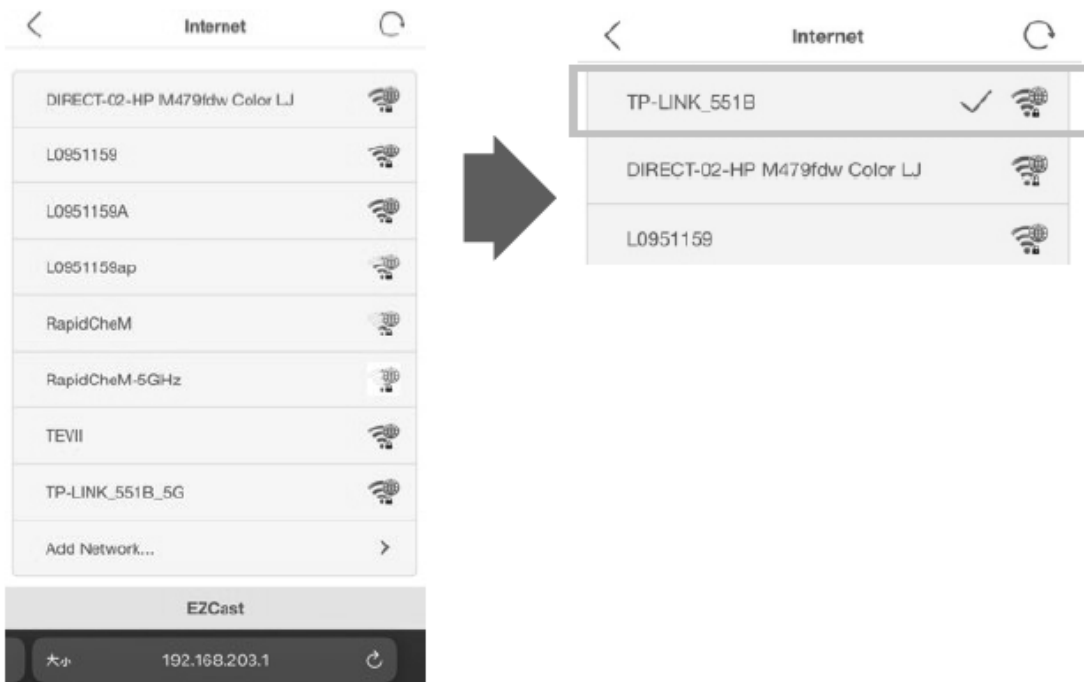 Internet
DIRECT-02-HP M479fdw Color LJ
L0951159
L0951159A
L0951159ap
RapidCheM
RapidCheM-5GHz
TEVII
TP-LINK_551B_5G
Add Network...
EZCast
大小 192.168.203.1
Internet
TP-LINK_551B
DIRECT-02-HP M479fdw Color LJ
L0951159